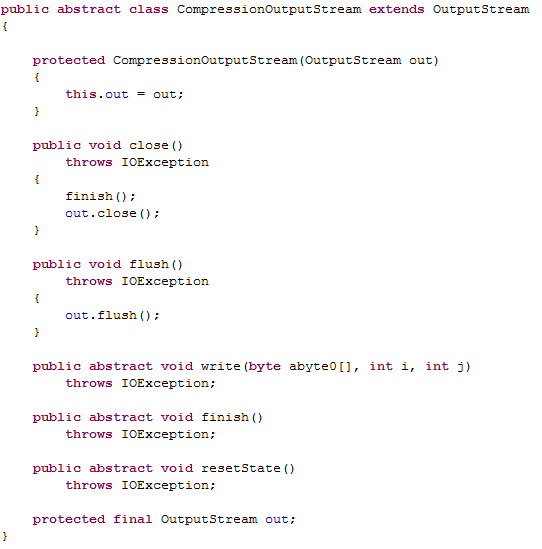 public abstract class CompressionOutputStream extends OutputStream
{
    protected CompressionOutputStream(OutputStream out)
    {
        this.out = out;
    }
    public void close()
        throws IOException
    {
        finish();
        out.close();
    }
    public void flush()
        throws IOException
    {
        out.flush();
    }
    public abstract void write(byte abyte0[], int i, int j)
        throws IOException;
    public abstract void finish()
        throws IOException;
    public abstract void resetState()
        throws IOException;
    protected final OutputStream out;
}